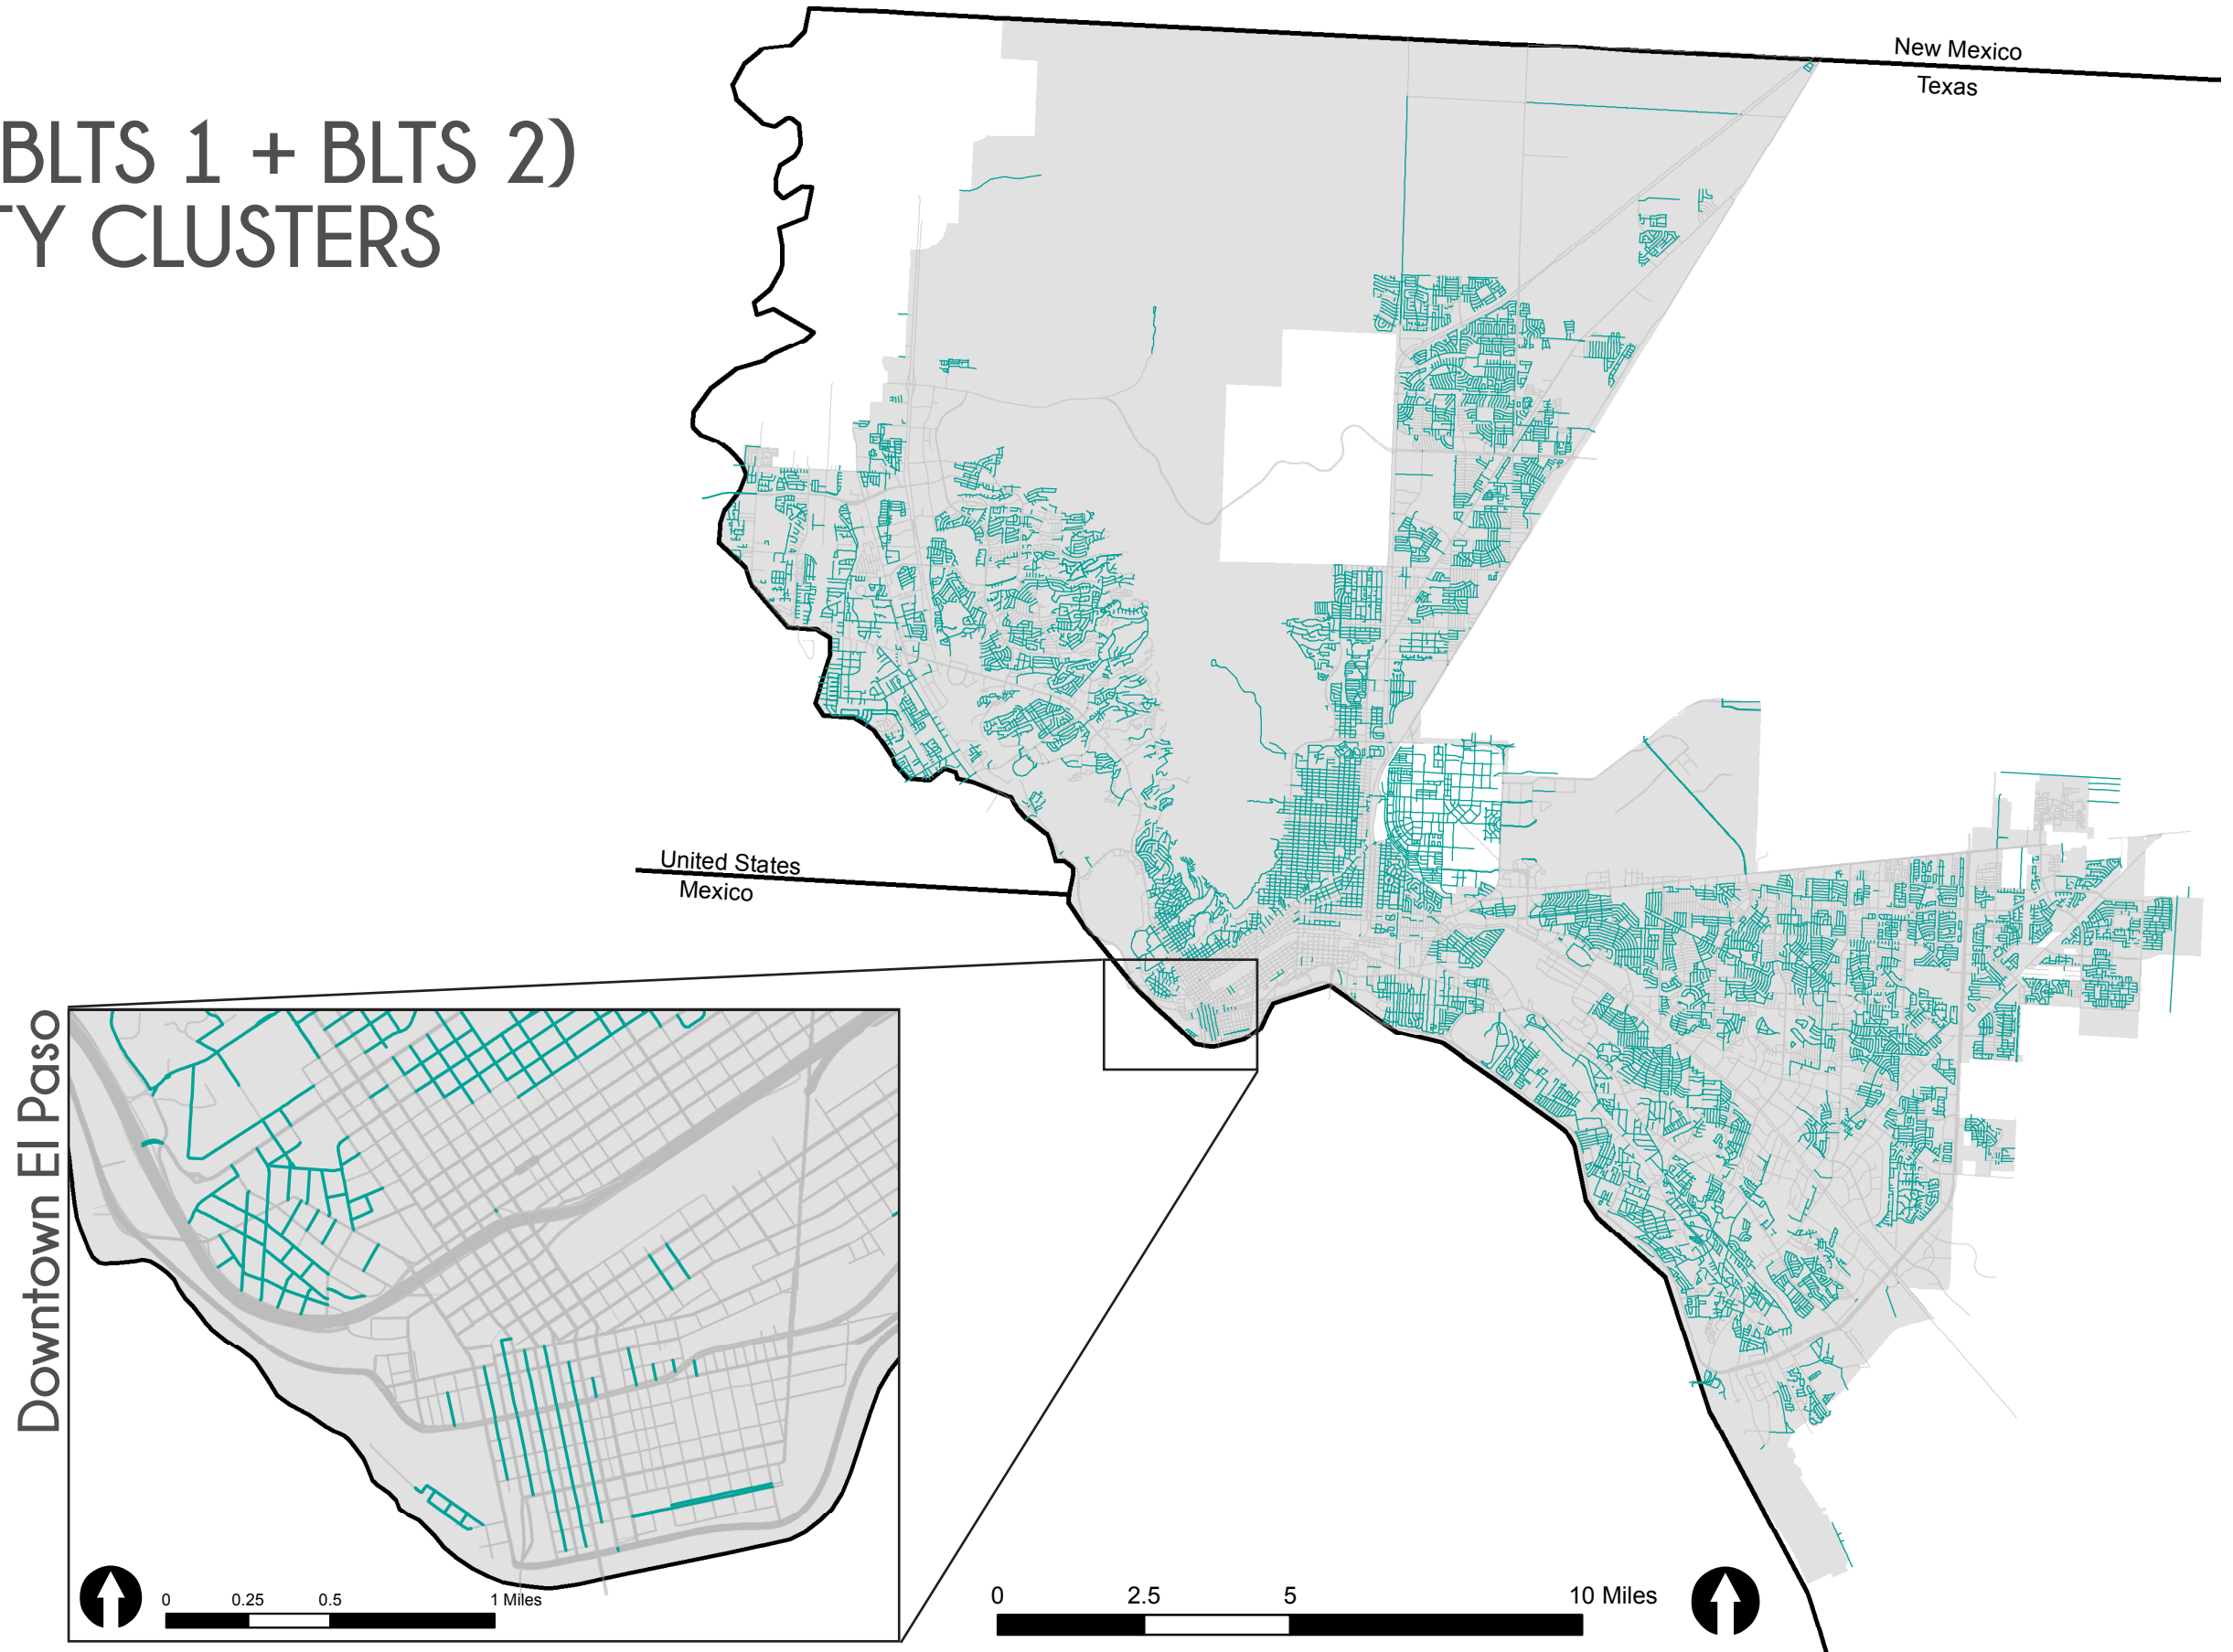 BLTS 1 + BLTS 2)
TY CLUSTERS
New Mexico
Texas
United States
Mexico
Downtown El Paso
0 0.25 0.5 1 Miles
0 2.5 5 10 Miles